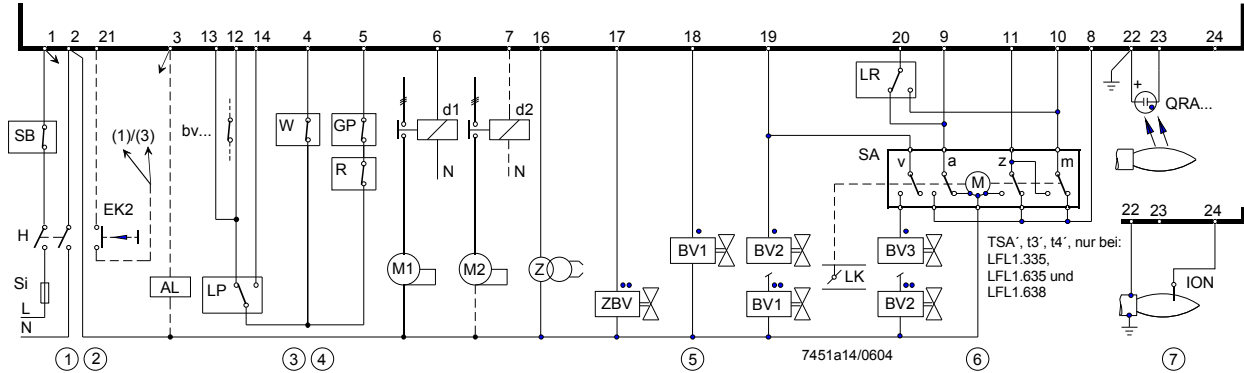 1 2 21 3 13 12 14 4 5 6 7 16 17 18 19 20 9 11 10 8 22 23 24
LR
+
QRA...
SB
(1)/(3)
bv...
W
GP
d1
d2
R
N
N
SA
v a z m
M
EK2
H
22 23 24
BV1
BV2
BV3
TSA´, t3´, t4´, nur bei:
LFL1.335,
LFL1.635 und
LFL1.638
M1
M2
Z
LK
Si
AL
LP
ION
L
ZBV
BV1
BV2
N
1 2 3 4 5 7451a14/0604 6 7